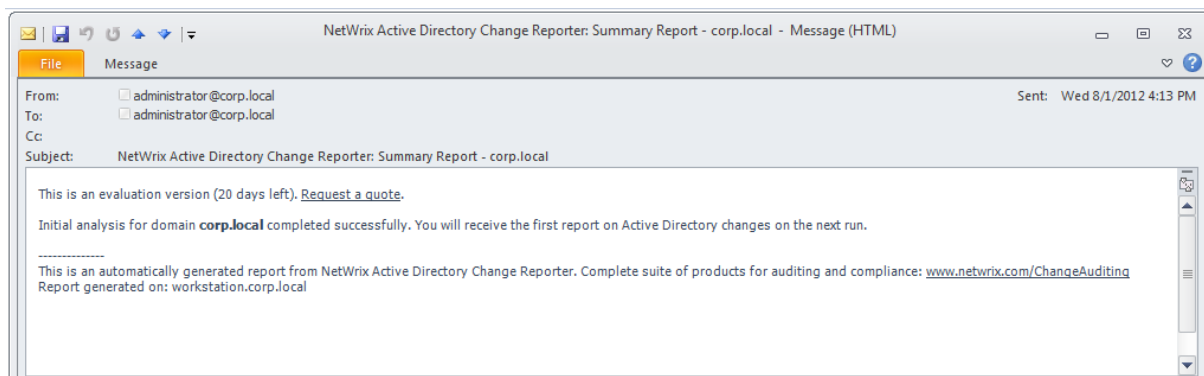 NetWrix Active Directory Change Reporter: Summary Report - corp.local - Message (HTML)
File Message
From: administrator@corp.local Sent: Wed 8/1/2012 4:13 PM
To: administrator@corp.local
Cc:
Subject: NetWrix Active Directory Change Reporter: Summary Report - corp.local
This is an evaluation version (20 days left). Request a quote.
Initial analysis for domain corp.local completed successfully. You will receive the first report on Active Directory changes on the next run.
--------------
This is an automatically generated report from NetWrix Active Directory Change Reporter. Complete suite of products for auditing and compliance: www.netwrix.com/ChangeAuditing
Report generated on: workstation.corp.local